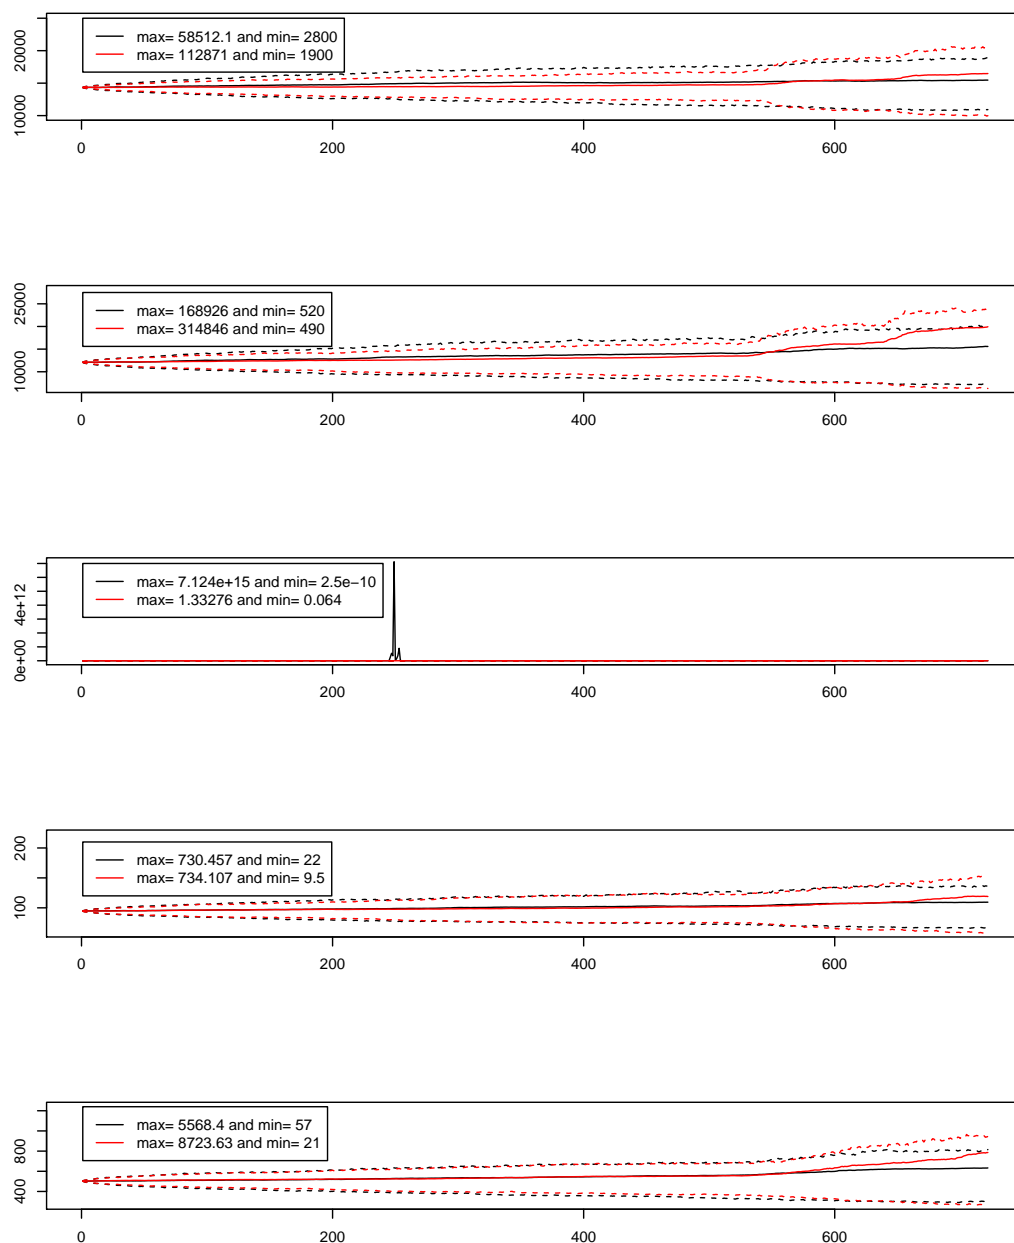 20000
10000
max= 58512.1 and min= 2800
max= 112871 and min= 1900
0 200 400 600
25000
10000
max= 168926 and min= 520
max= 314846 and min= 490
0 200 400 600
4e+12
0e+00
max= 7.124e+15 and min= 2.5e−10
max= 1.33276 and min= 0.064
0 200 400 600
200
100
max= 730.457 and min= 22
max= 734.107 and min= 9.5
0 200 400 600
800
400
max= 5568.4 and min= 57
max= 8723.63 and min= 21
0 200 400 600